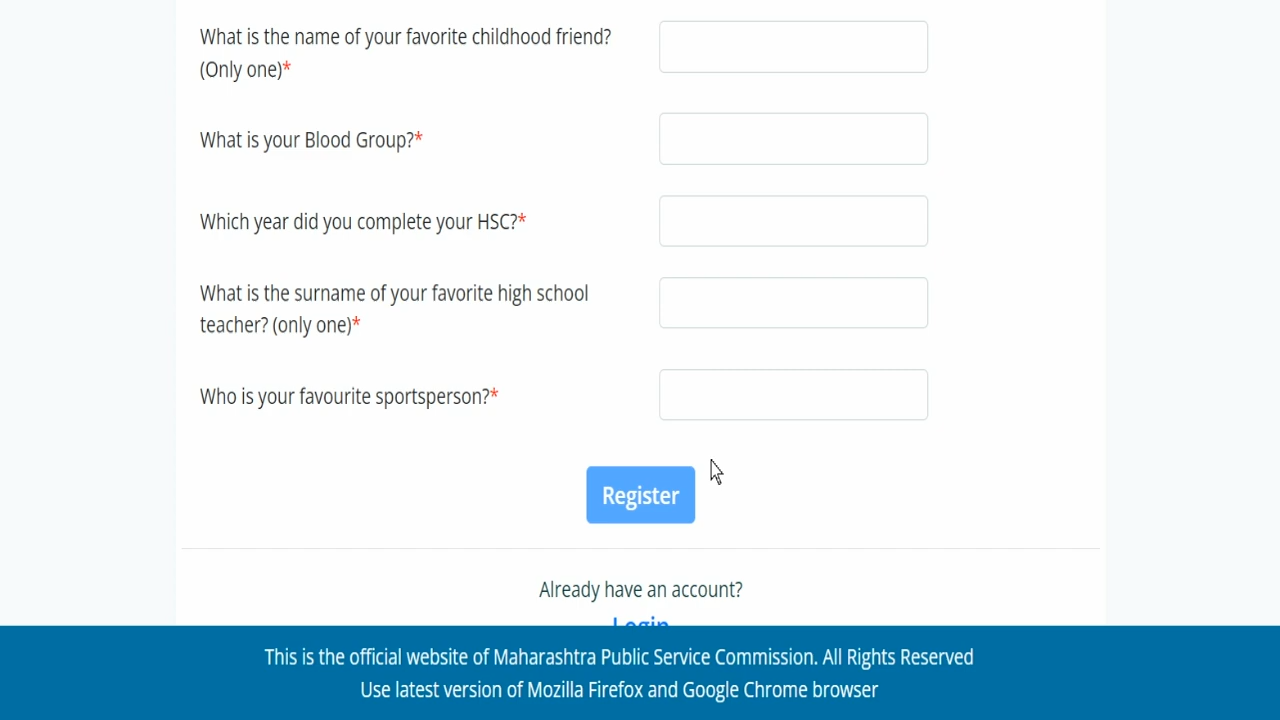 What is the name of your favorite childhood friend?
(Only one)*
What is your Blood Group?*
Which year did you complete your HSC?*
What is the surname of your favorite high school
teacher? (only one)*
Who is your favourite sportsperson?*
Register
Already have an account?
Login
This is the official website of Maharashtra Public Service Commission. All Rights Reserved
Use latest version of Mozilla Firefox and Google Chrome browser